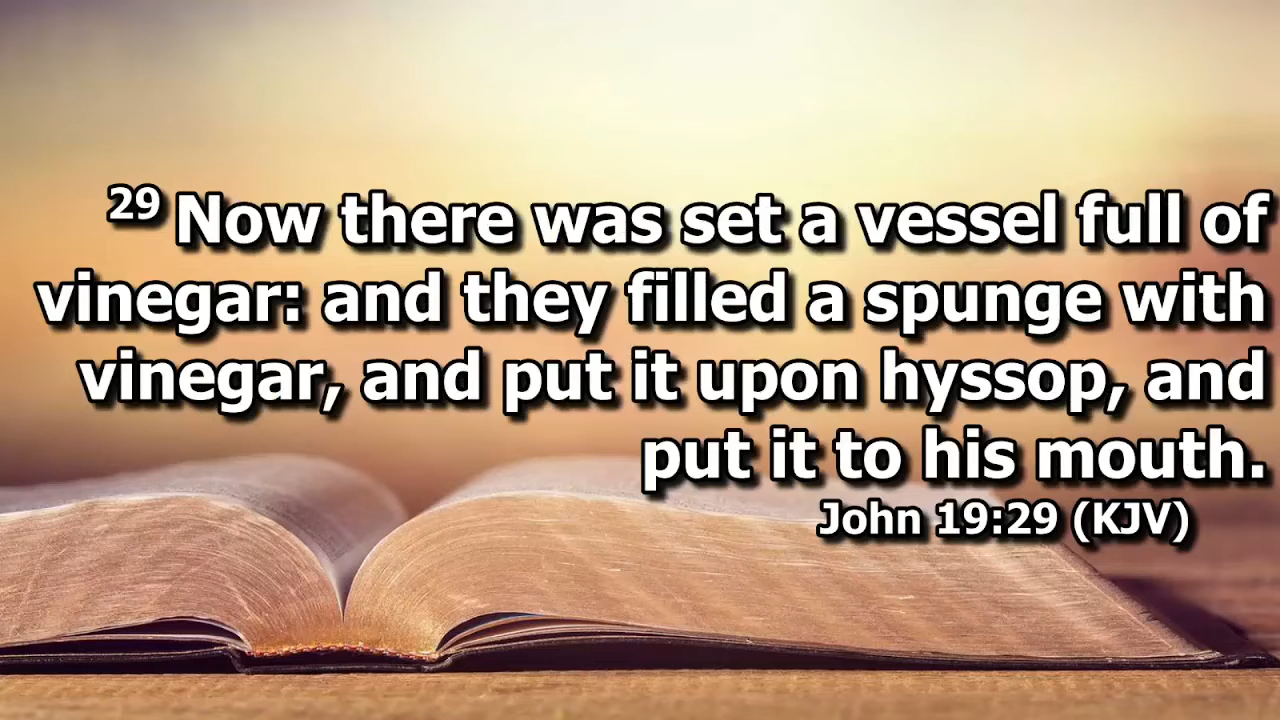 29 Now there was set a vessel full of
vinegar: and they filled a spunge with
vinegar, and put it upon hyssop, and
put it to his mouth.
John 19:29 (KJV)